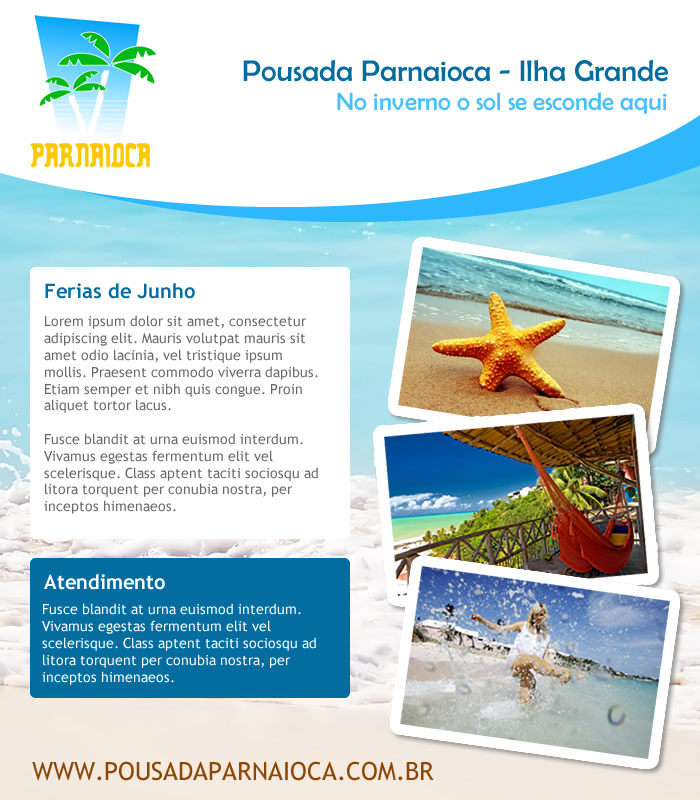 PARNAIOCA
Pousada Parnaioca - Ilha Grande
No inverno o sol se esconde aqui
Ferias de Junho
Lorem ipsum dolor sit amet, consectetur
adipiscing elit. Mauris volutpat mauris sit
amet odio lacinia, vel tristique ipsum
mollis. Praesent commodo viverra dapibus.
Etiam semper et nibh quis congue. Proin
aliquet tortor lacus.
Fusce blandit at urna euismod interdum.
Vivamus egestas fermentum elit vel
scelerisque. Class aptent taciti sociosqu ad
litora torquent per conubia nostra, per
inceptos himenaeos.
Atendimento
Fusce blandit at urna euismod interdum.
Vivamus egestas fermentum elit vel
scelerisque. Class aptent taciti sociosqu ad
litora torquent per conubia nostra, per
inceptos himenaeos.
WWW.POUSADAPARNAIOCA.COM.BR